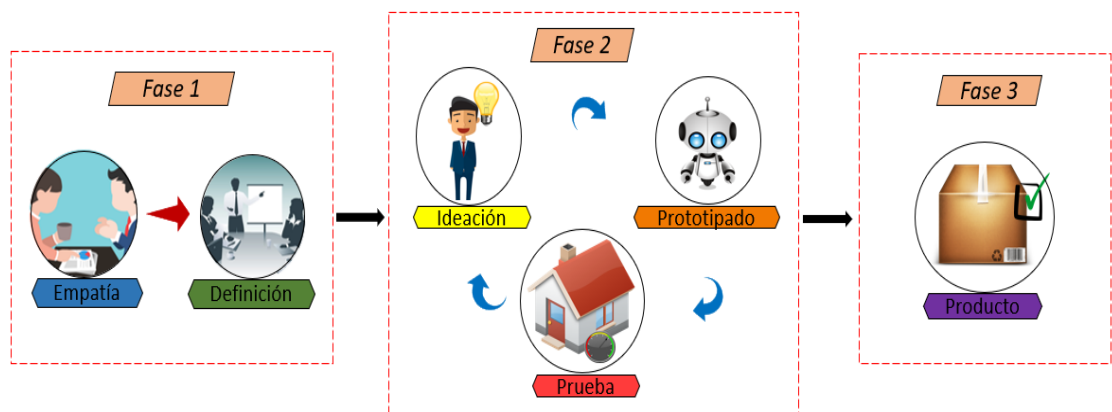 Fase 1
Empatía
Definición
Fase 2
Ideación
Prototipado
Prueba
Fase 3
Producto